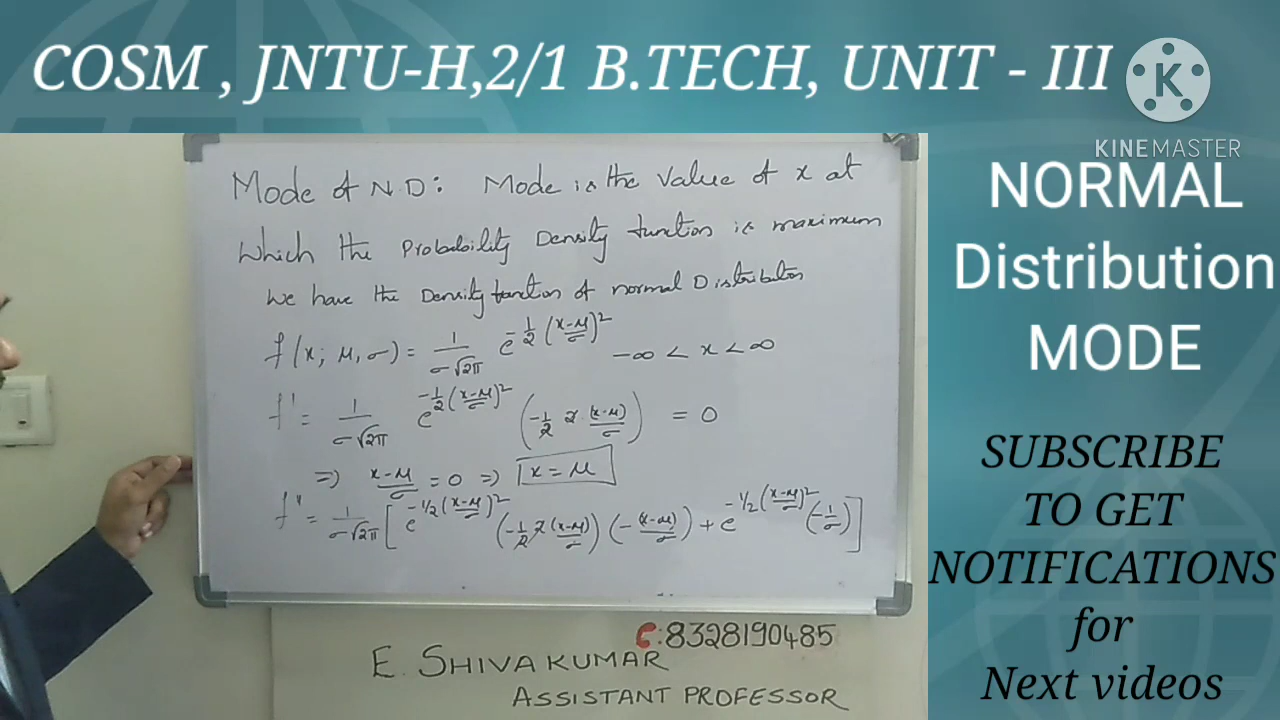 COSM , JNTU-H,2/1 B.TECH, UNIT - III
K
KINEMASTER
NORMAL
Distribution
MODE
SUBSCRIBE
TO GET
NOTIFICATIONS
for
Next videos
Mode of N D: Mode is the value of x at
which the Probability Density function is maximum
we have the Density function of normal Distribution
f(x; μ, σ) = 1/(σ√2π) e^(-1/2 ((x-μ)/σ)^2) -∞ < x < ∞
f' = 1/(σ√2π) e^(-1/2 ((x-μ)/σ)^2) (-1/2 2 (x-μ)/σ) = 0
⇒ (x-μ)/σ = 0 ⇒ x = μ
f'' = 1/(σ√2π) [e^(-1/2 ((x-μ)/σ)^2) (-1/2 2 (x-μ)/σ) (-(x-μ)/σ) + e^(-1/2 ((x-μ)/σ)^2) (-1/σ)]
C:8328190485
E. SHIVA KUMAR
ASSISTANT PROFESSOR